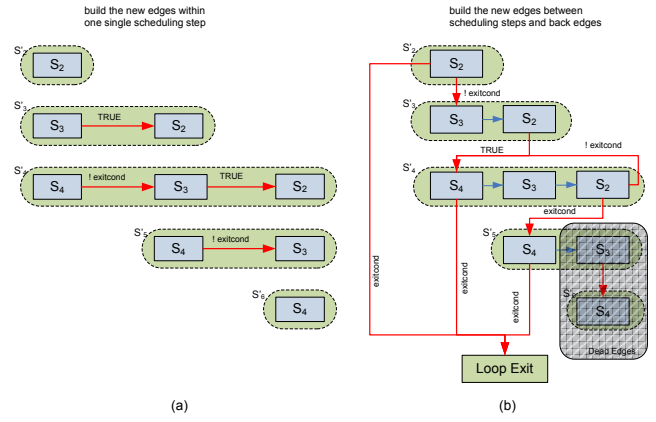 build the new edges within
one single scheduling step
S'2
S2
S'3
S3
TRUE
S2
S'4
S4
! exitcond
S3
TRUE
S2
S'5
S4
! exitcond
S3
S'6
S4
(a)
build the new edges between
scheduling steps and back edges
S'2
S2
! exitcond
S'3
S3
S2
TRUE
! exitcond
S'4
S4
S3
S2
exitcond
S'5
S4
S3
exitcond
exitcond
S4
Dead Edges
Loop Exit
(b)